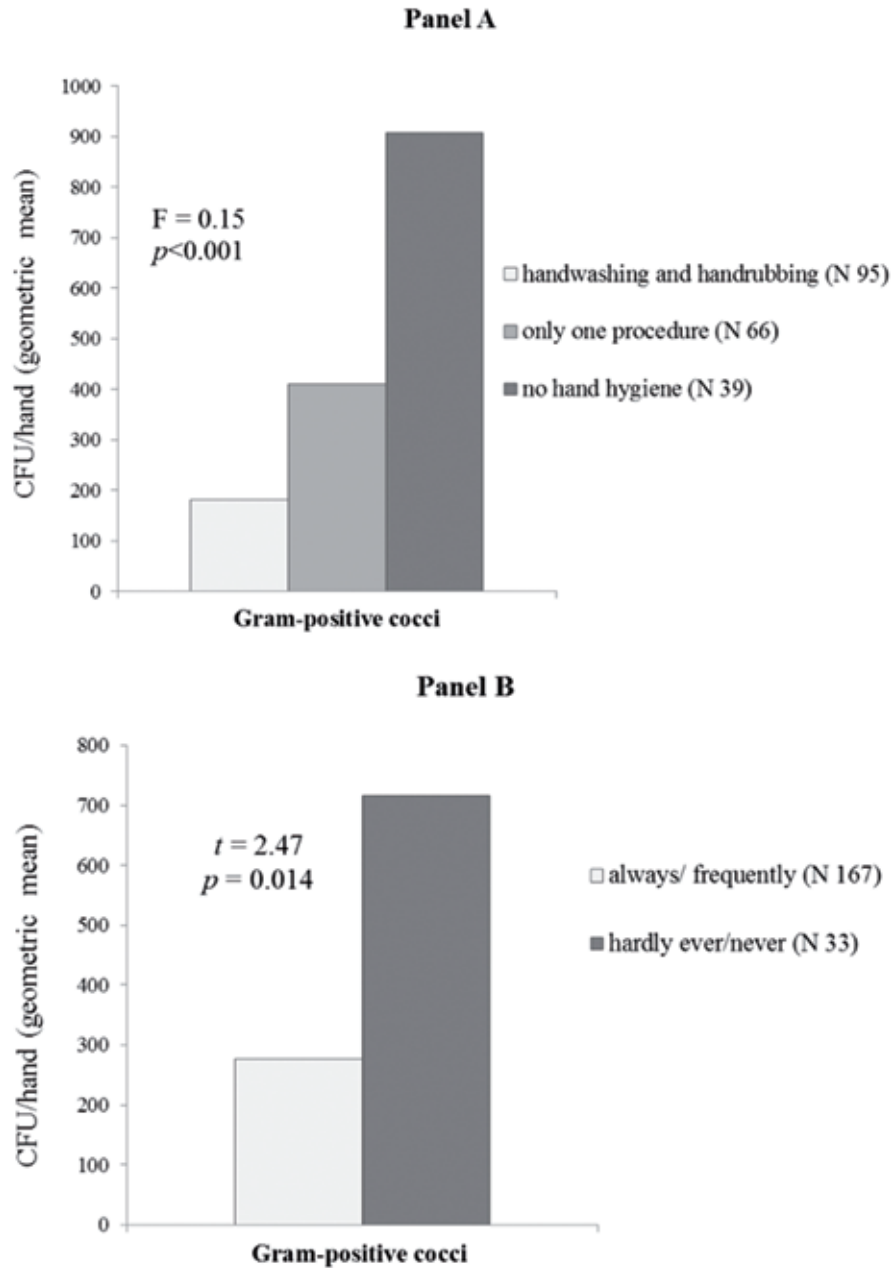 Panel A
CFU/hand (geometric mean)
1000
900
800
700
600
500
400
300
200
100
0
F = 0.15
p<0.001
handwashing and handrubbing (N 95)
only one procedure (N 66)
no hand hygiene (N 39)
Gram-positive cocci
Panel B
CFU/hand (geometric mean)
800
700
600
500
400
300
200
100
0
t = 2.47
p = 0.014
always/ frequently (N 167)
hardly ever/never (N 33)
Gram-positive cocci